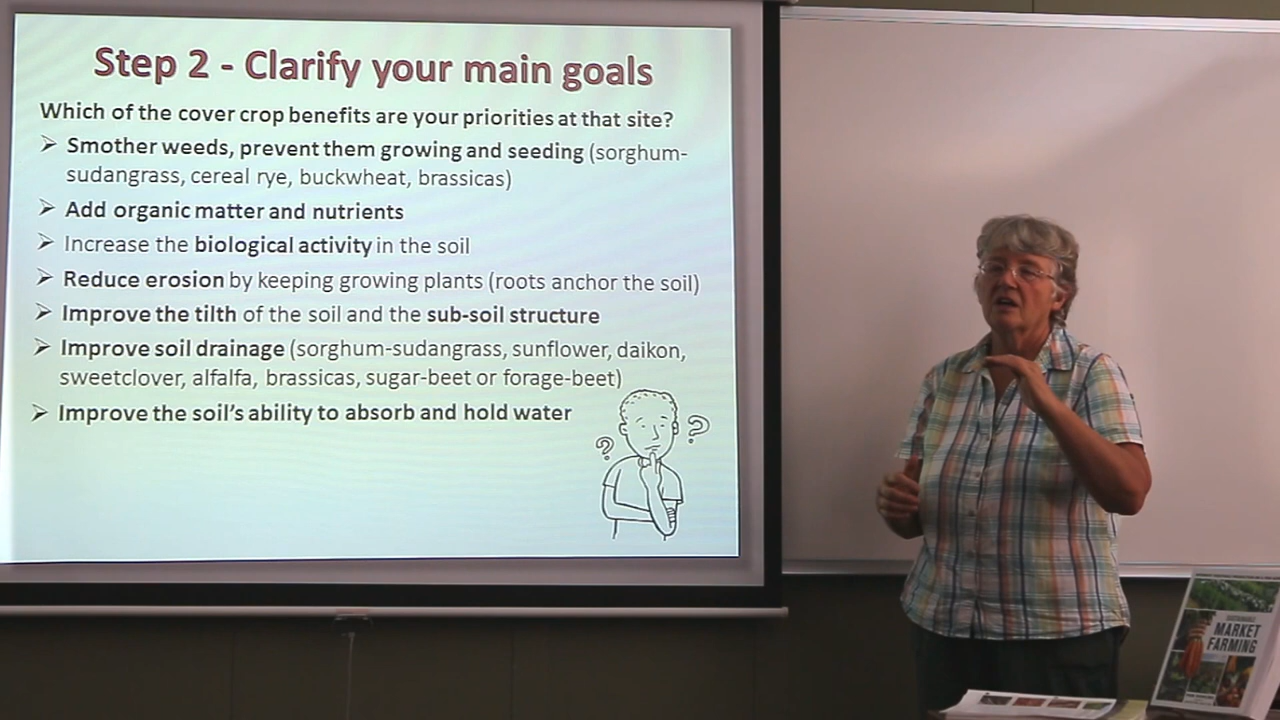 Step 2 - Clarify your main goals
Which of the cover crop benefits are your priorities at that site?
➢ Smother weeds, prevent them growing and seeding (sorghum-
sudangrass, cereal rye, buckwheat, brassicas)
➢ Add organic matter and nutrients
➢ Increase the biological activity in the soil
➢ Reduce erosion by keeping growing plants (roots anchor the soil)
➢ Improve the tilth of the soil and the sub-soil structure
➢ Improve soil drainage (sorghum-sudangrass, sunflower, daikon,
sweetclover, alfalfa, brassicas, sugar-beet or forage-beet)
➢ Improve the soil's ability to absorb and hold water
? ?
SUSTAINABLE
MARKET
FARMING